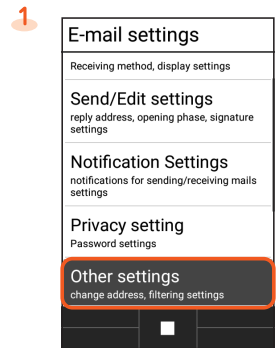 1
E-mail settings
Receiving method, display settings
Send/Edit settings
reply address, opening phase, signature
settings
Notification Settings
notifications for sending/receiving mails
settings
Privacy setting
Password settings
Other settings
change address, filtering settings